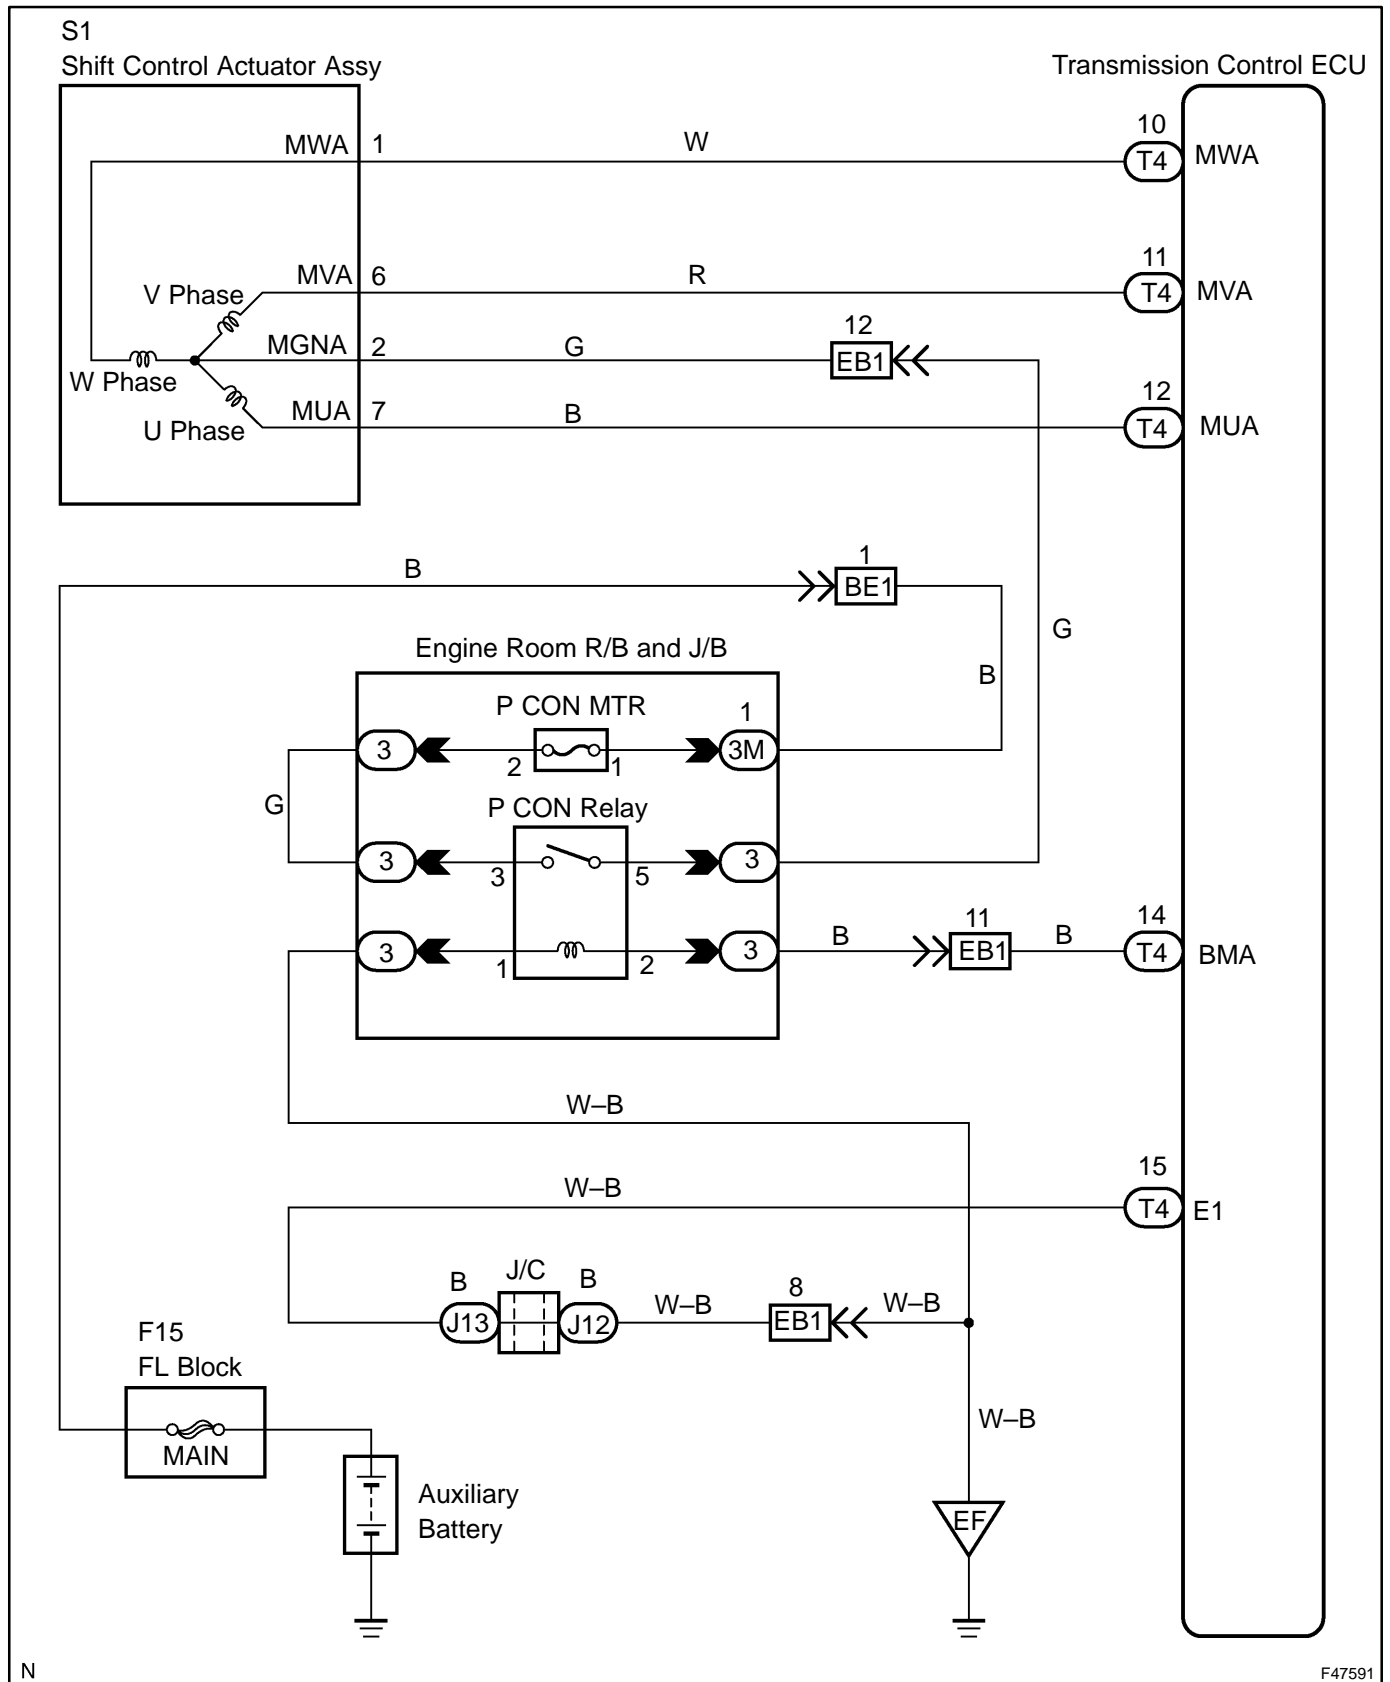 S1
Shift Control Actuator Assy
Transmission Control ECU
MWA 1
W
10
T4
MWA
V Phase
MVA 6
R
11
T4
MVA
W Phase
MGNA 2
G
12
EB1
U Phase
MUA 7
B
12
T4
MUA
B
1
BE1
G
B
Engine Room R/B and J/B
P CON MTR
3
2
1
1
3M
G
P CON Relay
3
3
5
3
3
1
2
3
B
11
EB1
B
14
T4
BMA
W–B
W–B
15
T4
E1
B
J/C
B
J13
J12
W–B
8
EB1
W–B
F15
FL Block
MAIN
W–B
Auxiliary
Battery
EF
N
F47591